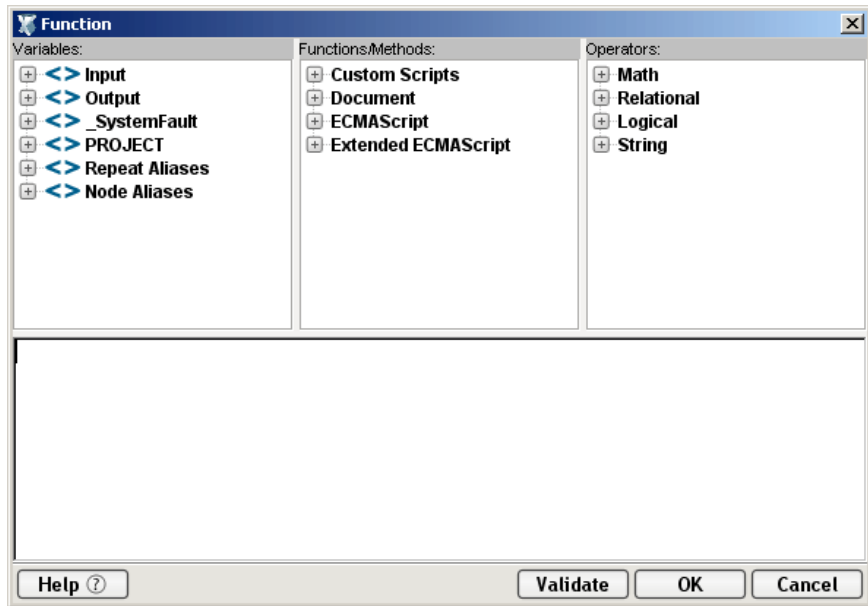 Function
Variables:
Functions/Methods:
Operators:
<> Input
<> Output
<> _SystemFault
<> PROJECT
<> Repeat Aliases
<> Node Aliases
Custom Scripts
Document
ECMAScript
Extended ECMAScript
Math
Relational
Logical
String
Help ?
Validate
OK
Cancel